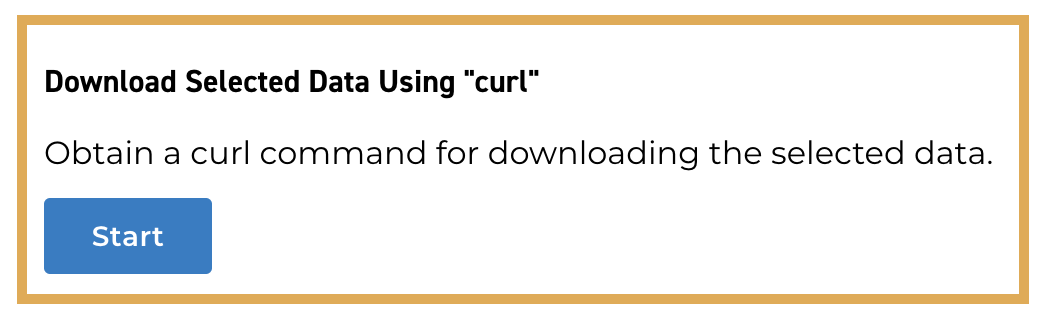 Download Selected Data Using "curl"
Obtain a curl command for downloading the selected data.
Start